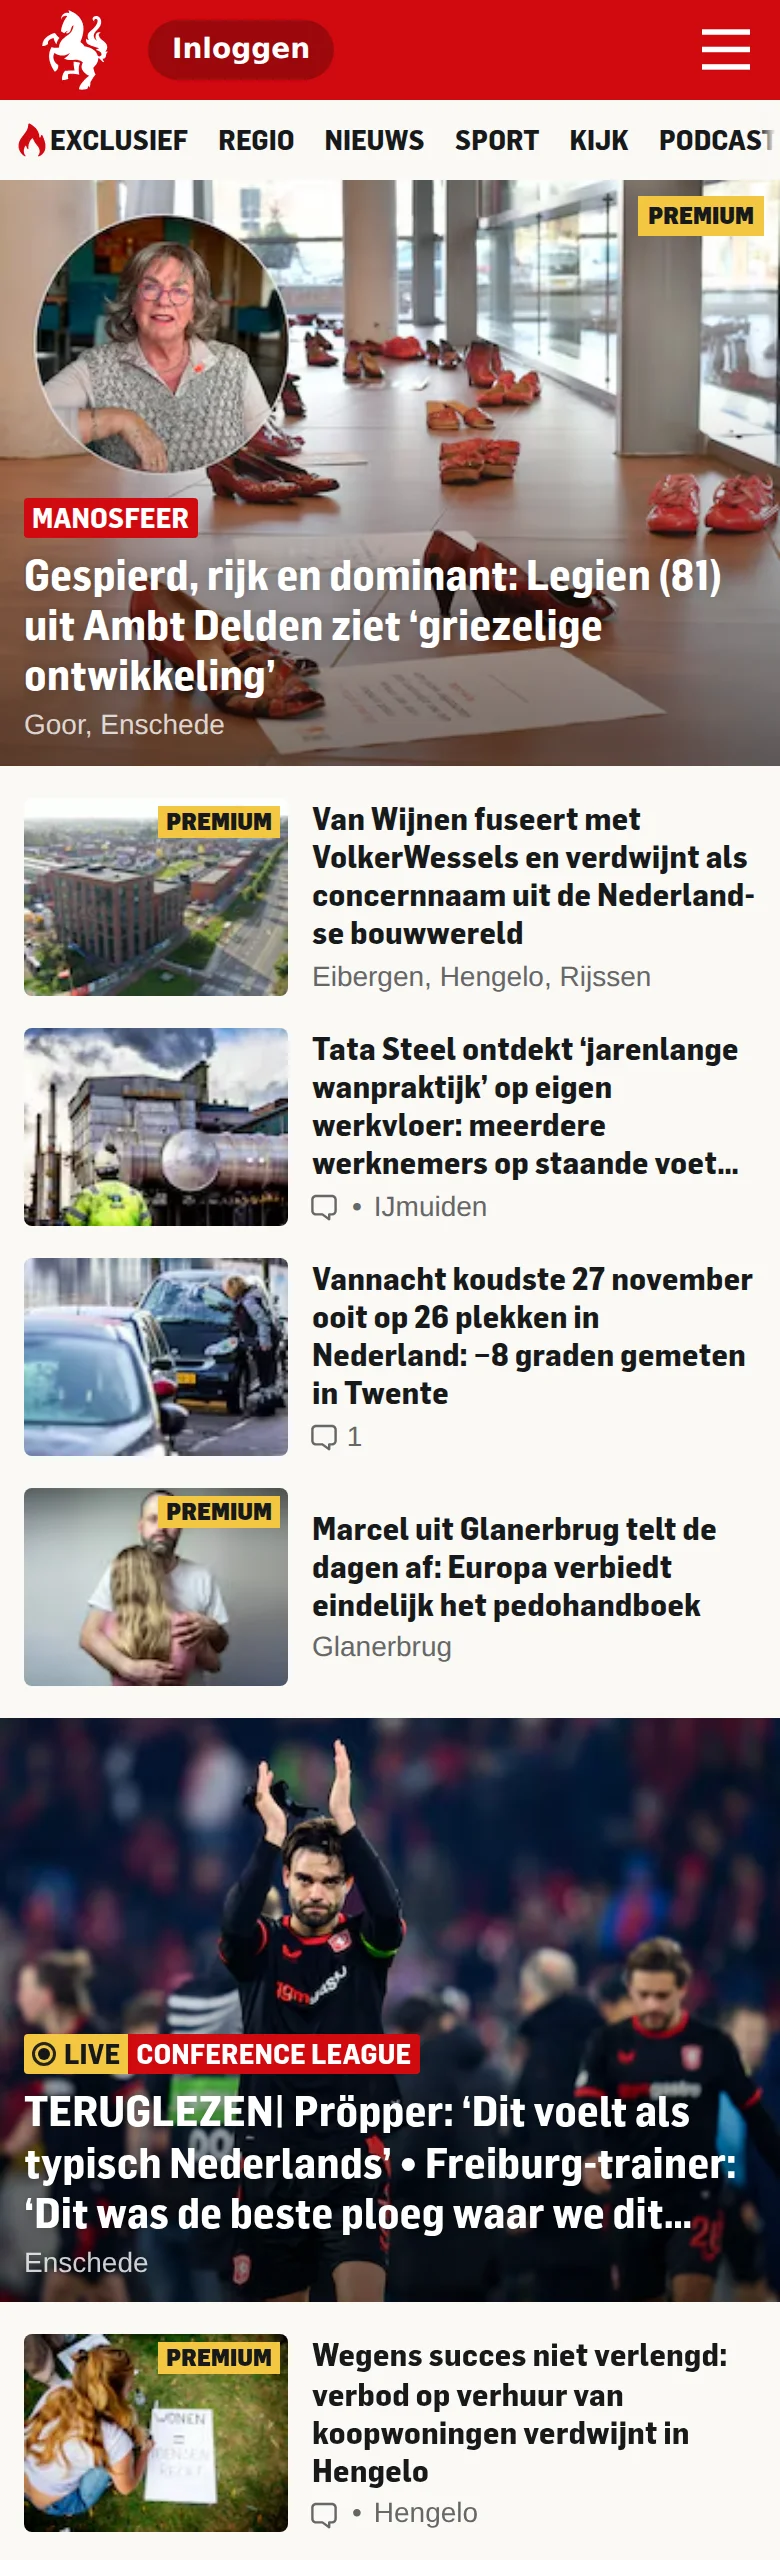 Inloggen
EXCLUSIEF REGIO NIEUWS SPORT KIJK PODCAST
PREMIUM
MANOSFEER
Gespierd, rijk en dominant: Legien (81)
uit Ambt Delden ziet ‘griezelige
ontwikkeling’
Goor, Enschede
PREMIUM
Van Wijnen fuseert met
VolkerWessels en verdwijnt als
concernnaam uit de Nederland-
se bouwwereld
Eibergen, Hengelo, Rijssen
Tata Steel ontdekt ‘jarenlange
wanpraktijk’ op eigen
werkvloer: meerdere
werknemers op staande voet...
• IJmuiden
Vannacht koudste 27 november
ooit op 26 plekken in
Nederland: −8 graden gemeten
in Twente
1
PREMIUM
Marcel uit Glanerbrug telt de
dagen af: Europa verbiedt
eindelijk het pedohandboek
Glanerbrug
LIVE CONFERENCE LEAGUE
TERUGLEZEN| Pröpper: ‘Dit voelt als
typisch Nederlands’ • Freiburg-trainer:
‘Dit was de beste ploeg waar we dit...
Enschede
PREMIUM
WONEN
=
MENSEN
RECHT
Wegens succes niet verlengd:
verbod op verhuur van
koopwoningen verdwijnt in
Hengelo
• Hengelo